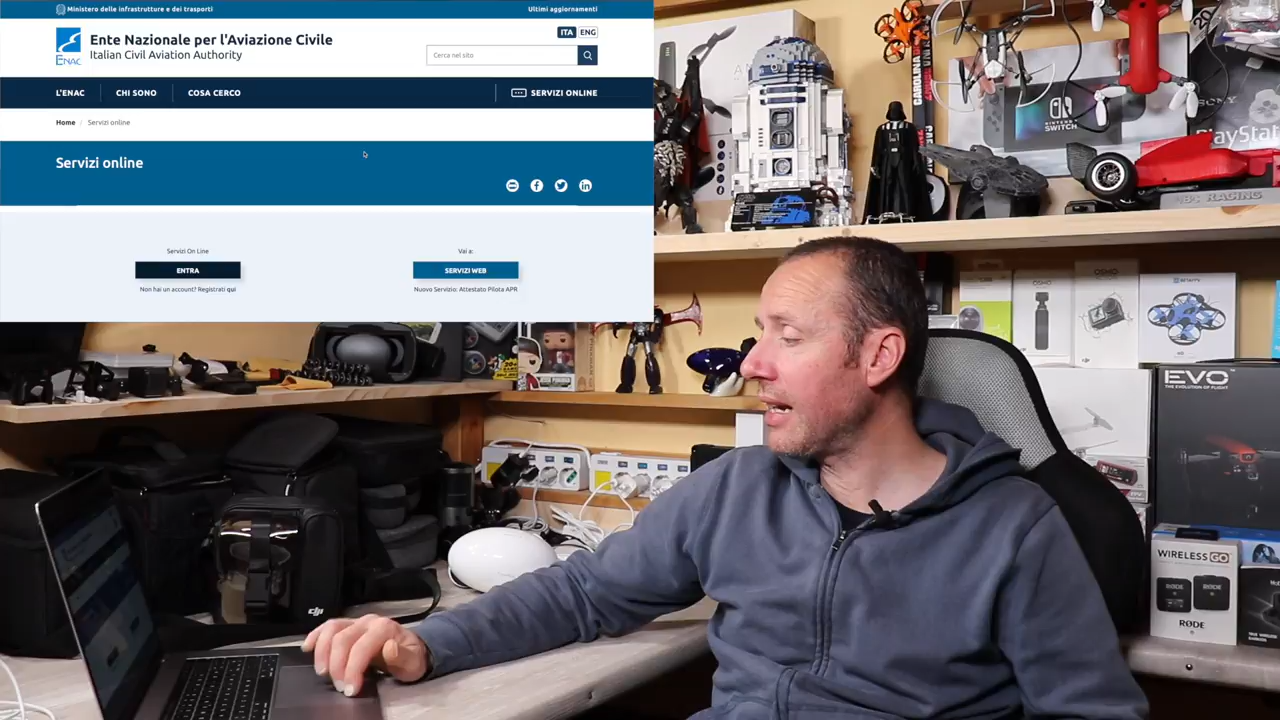 Ministero delle infrastrutture e dei trasporti
Ultimi aggiornamenti
ENAC
Ente Nazionale per l'Aviazione Civile
Italian Civil Aviation Authority
ITA
ENG
Cerca nel sito
L'ENAC
CHI SONO
COSA CERCO
SERVIZI ONLINE
Home / Servizi online
Servizi online
Servizi On Line
Vai a:
ENTRA
SERVIZI WEB
Non hai un account? Registrati qui
Nuovo Servizio: Attestato Pilota APR
NINTENDO
SWITCH
SONY
PlayStat
RACING
OSMO
EVO
THE EVOLUTION OF FLIGHT
dji
WIRELESS GO
RØDE
RØDE
RØDE